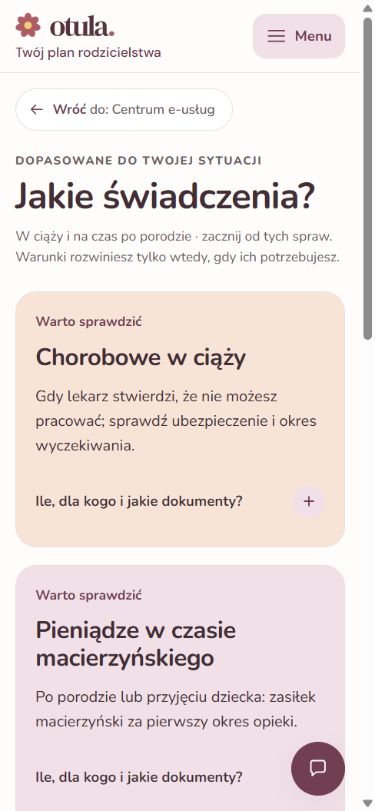 otula.
Twój plan rodzicielstwa
Menu
Wróć do: Centrum e-usług
DOPASOWANE DO TWOJEJ SYTUACJI
Jakie świadczenia?
W ciąży i na czas po porodzie · zacznij od tych spraw.
Warunki rozwiniesz tylko wtedy, gdy ich potrzebujesz.
Warto sprawdzić
Chorobowe w ciąży
Gdy lekarz stwierdzi, że nie możesz
pracować; sprawdź ubezpieczenie i okres
wyczekiwania.
Ile, dla kogo i jakie dokumenty?
Warto sprawdzić
Pieniądze w czasie
macierzyńskiego
Po porodzie lub przyjęciu dziecka: zasiłek
macierzyński za pierwszy okres opieki.
Ile, dla kogo i jakie dokumenty?